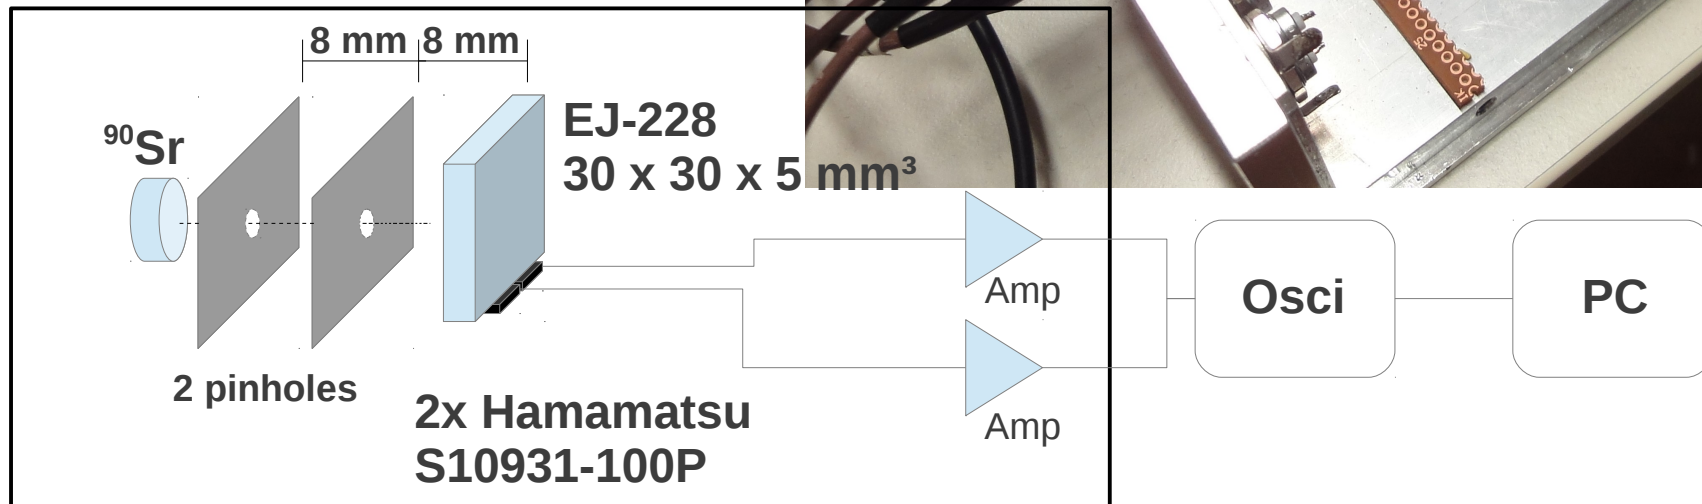 8 mm 8 mm
⁹⁰Sr
EJ-228
30 x 30 x 5 mm³
25
Amp
Osci
PC
2 pinholes
2x Hamamatsu
S10931-100P
Amp